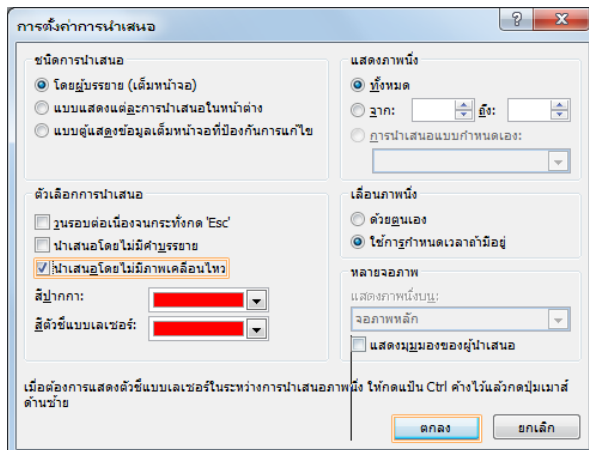 การตั้งค่าการนำเสนอ
ชนิดการนำเสนอ
โดยผู้บรรยาย (เต็มหน้าจอ)
แบบแสดงแต่ละการนำเสนอในหน้าต่าง
แบบตู้แสดงข้อมูลเต็มหน้าจอที่ป้องกันการแก้ไข
แสดงภาพนิ่ง
ทั้งหมด
จาก: ถึง:
การนำเสนอแบบกำหนดเอง:
ตัวเลือกการนำเสนอ
วนรอบต่อเนื่องจนกระทั่งกด 'Esc'
นำเสนอโดยไม่มีคำบรรยาย
นำเสนอโดยไม่มีภาพเคลื่อนไหว
สีปากกา:
สีตัวชี้แบบเลเซอร์:
เลื่อนภาพนิ่ง
ด้วยตนเอง
ใช้การกำหนดเวลาถ้ามีอยู่
หลายจอภาพ
แสดงภาพนิ่งบน:
จอภาพหลัก
แสดงมุมมองของผู้นำเสนอ
เมื่อต้องการแสดงตัวชี้แบบเลเซอร์ในระหว่างการนำเสนอภาพนิ่ง ให้กดแป้น Ctrl ค้างไว้แล้วกดปุ่มเมาส์
ด้านซ้าย
ตกลง ยกเลิก